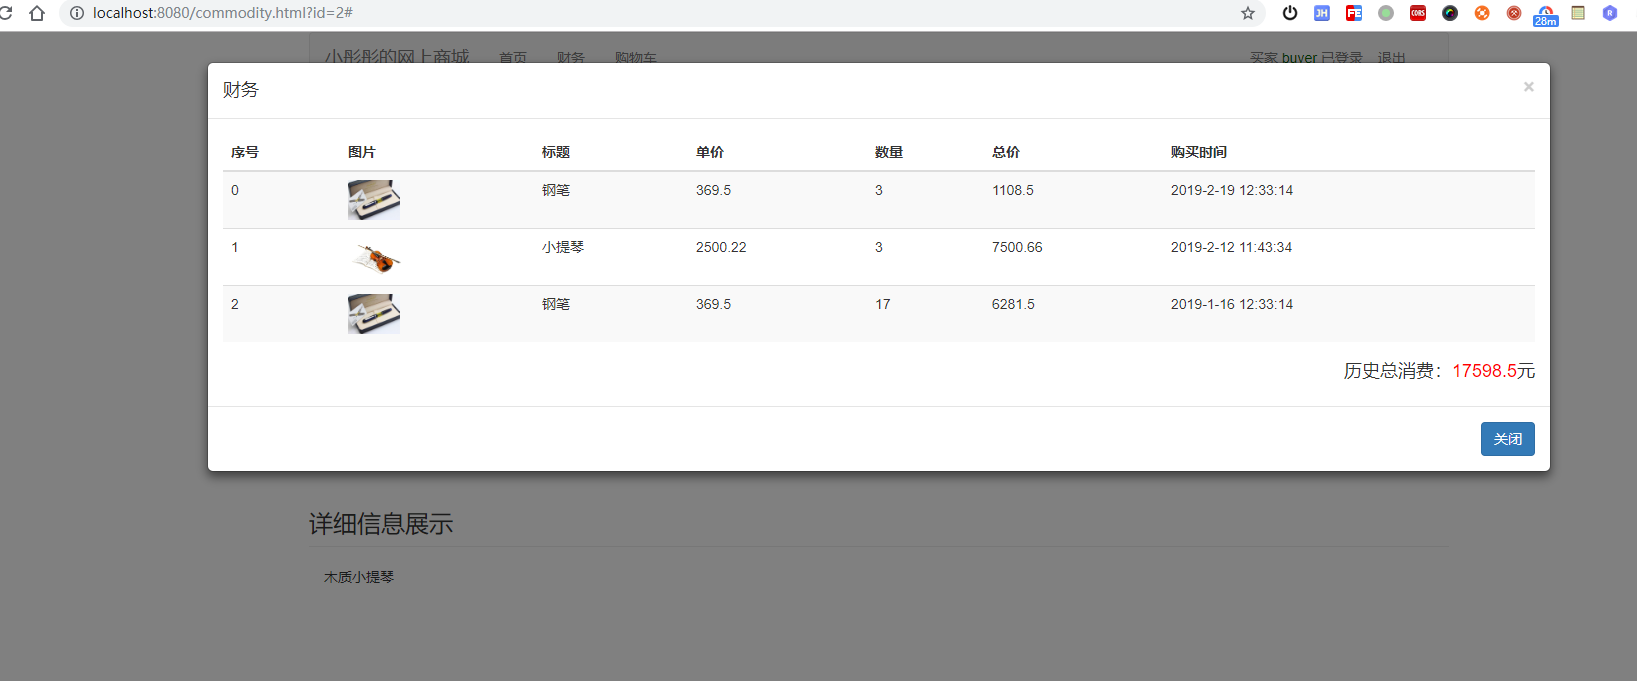 localhost:8080/commodity.html?id=2#
JH FE CORS 28m R
小彤彤的网上商城 首页 财务 购物车 买家 buyer 已登录 退出
财务 ×
序号 图片 标题 单价 数量 总价 购买时间
0 钢笔 369.5 3 1108.5 2019-2-19 12:33:14
1 小提琴 2500.22 3 7500.66 2019-2-12 11:43:34
2 钢笔 369.5 17 6281.5 2019-1-16 12:33:14
历史总消费：17598.5元
关闭
详细信息展示
木质小提琴